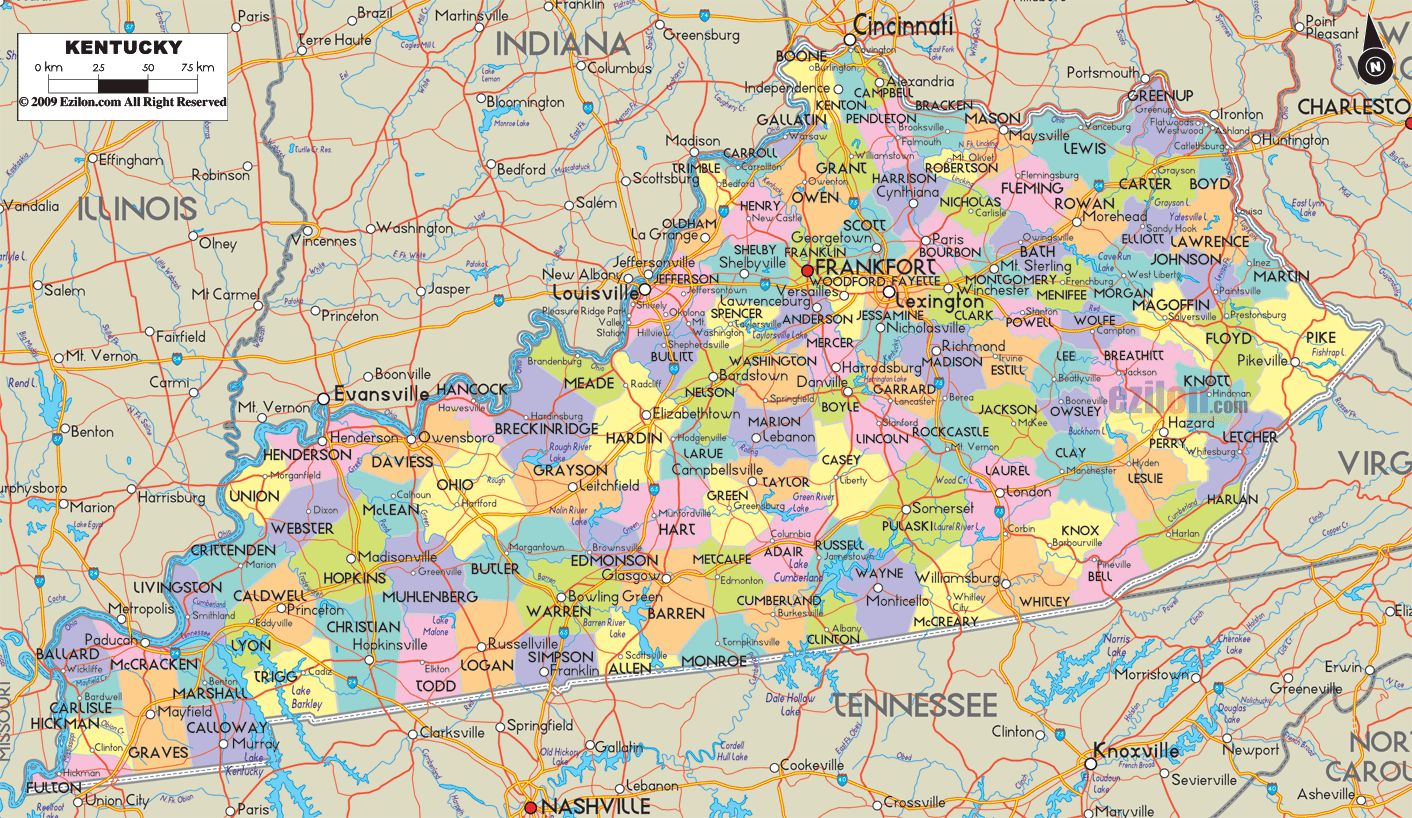 KENTUCKY
0 km 25 50 75 km
© 2009 Ezilon.com All Right Reserved
N
INDIANA
ILLINOIS
TENNESSEE
MISSOURI
Cincinnati
Paris
Brazil
Martinsville
Franklin
Terre Haute
Greensburg
Columbus
Bloomington
Monroe Lake
Effingham
Robinson
Bedford
Madison
Scottsburg
Vandalia
Olney
Vincennes
Washington
Salem
Jeffersonville
New Albany
Salem
Mt Carmel
Jasper
Princeton
Fairfield
Mt. Vernon
Carmi
Boonville
Evansville
Mt. Vernon
Benton
Harrisburg
Marion
Metropolis
Point
Pleasant
Portsmouth
Ironton
Ashland
Huntington
CHARLESTO
BOONE
Burlington
Covington
Independence
Alexandria
CAMPBELL
KENTON
PENDLETON
BRACKEN
MASON
Maysville
GREENUP
Greenup
Flatwoods
Westwood
Catlettsburg
Vanceburg
LEWIS
GALLATIN
Warsaw
CARROLL
Carrollton
TRIMBLE
Bedford
Brooksville
Falmouth
Williamstown
GRANT
Mt. Olivet
ROBERTSON
Flemingsburg
FLEMING
OWEN
Owenton
HARRISON
Cynthiana
NICHOLAS
Carlisle
ROWAN
Morehead
CARTER
Grayson
Grayson L.
BOYD
HENRY
New Castle
OLDHAM
La Grange
SCOTT
Georgetown
Paris
BOURBON
Owingsville
BATH
Sandy Hook
ELLIOTT
LAWRENCE
Louisa
Yatesville L.
SHELBY
Shelbyville
FRANKLIN
FRANKFORT
WOODFORD
FAYETTE
Versailles
Lexington
Winchester
CLARK
Mt. Sterling
MONTGOMERY
Frenchburg
MENIFEE
Cave Run
Lake
West Liberty
MORGAN
JOHNSON
Paintsville
Inez
MARTIN
JEFFERSON
Jeffersontown
Louisville
Shively
Okolona
Pleasure Ridge Park
Valley
Station
Hillview
Mt.
Washington
Shepherdsville
BULLITT
SPENCER
Taylorsville
Taylorsville Lake
Lawrenceburg
ANDERSON
JESSAMINE
Nicholasville
Stanton
POWELL
Campton
WOLFE
MAGOFFIN
Salyersville
Prestonsburg
FLOYD
PIKE
Pikeville
Fishtrap L.
Brandenburg
MEADE
Radcliff
WASHINGTON
Bardstown
NELSON
Springfield
MERCER
Harrodsburg
Danville
BOYLE
Herrington Lake
GARRARD
Lancaster
Richmond
MADISON
Berea
Irvine
ESTILL
LEE
Beattyville
BREATHITT
Jackson
KNOTT
Hindman
ezilon.com
HANCOCK
Hawesville
Hardinsburg
BRECKINRIDGE
Rough River
Lake
Elizabethtown
HARDIN
Hodgenville
LARUE
MARION
Lebanon
Campbellsville
TAYLOR
CASEY
Liberty
Stanford
LINCOLN
ROCKCASTLE
Mt. Vernon
JACKSON
McKee
Booneville
OWSLEY
Buckhorn L.
PERRY
Hazard
LETCHER
Whitesburg
Henderson
HENDERSON
Owensboro
DAVIESS
Morganfield
UNION
Dixon
WEBSTER
Calhoun
McLEAN
OHIO
Hartford
GRAYSON
Leitchfield
Nolin River
Lake
Munfordville
HART
GREEN
Greensburg
Green River
Lake
Columbia
ADAIR
RUSSELL
Jamestown
Lake
Cumberland
Somerset
PULASKI
Laurel River L.
Wood Cr. L.
LAUREL
London
CLAY
Manchester
Hyden
LESLIE
HARLAN
Harlan
Cumberland
CRITTENDEN
Marion
LIVINGSTON
Smithland
CALDWELL
Princeton
Madisonville
HOPKINS
Greenville
MUHLENBERG
BUTLER
Morgantown
Brownsville
EDMONSON
Glasgow
BARREN
METCALFE
Edmonton
CUMBERLAND
Burkesville
Albany
CLINTON
WAYNE
Monticello
Williamsburg
Whitley
City
McCREARY
WHITLEY
Corbin
KNOX
Barbourville
Pineville
BELL
Paducah
BALLARD
Wickliffe
McCRACKEN
Eddyville
LYON
CHRISTIAN
Hopkinsville
Lake
Malone
Bowling Green
WARREN
Barren River
Lake
Russellville
LOGAN
Elkton
TODD
SIMPSON
Franklin
Scottsville
ALLEN
Tompkinsville
MONROE
Bardwell
CARLISLE
HICKMAN
Clinton
Mayfield
GRAVES
Benton
MARSHALL
TRIGG
Cadiz
Lake
Barkley
CALLOWAY
Murray
Kentucky
Lake
Hickman
FULTON
Union City
Reelfoot
Lake
Paris
Clarksville
Springfield
Gallatin
Old Hickory
Lake
NASHVILLE
Lebanon
Cordell
Hull Lake
Dale Hollow
Lake
Cookeville
Crossville
Clinton
Norris
Lake
Knoxville
Maryville
Sevierville
Morristown
Cherokee
Lake
Douglas
Lake
Newport
Greeneville
Erwin
Asheville
VIRG
NOR
CAROL